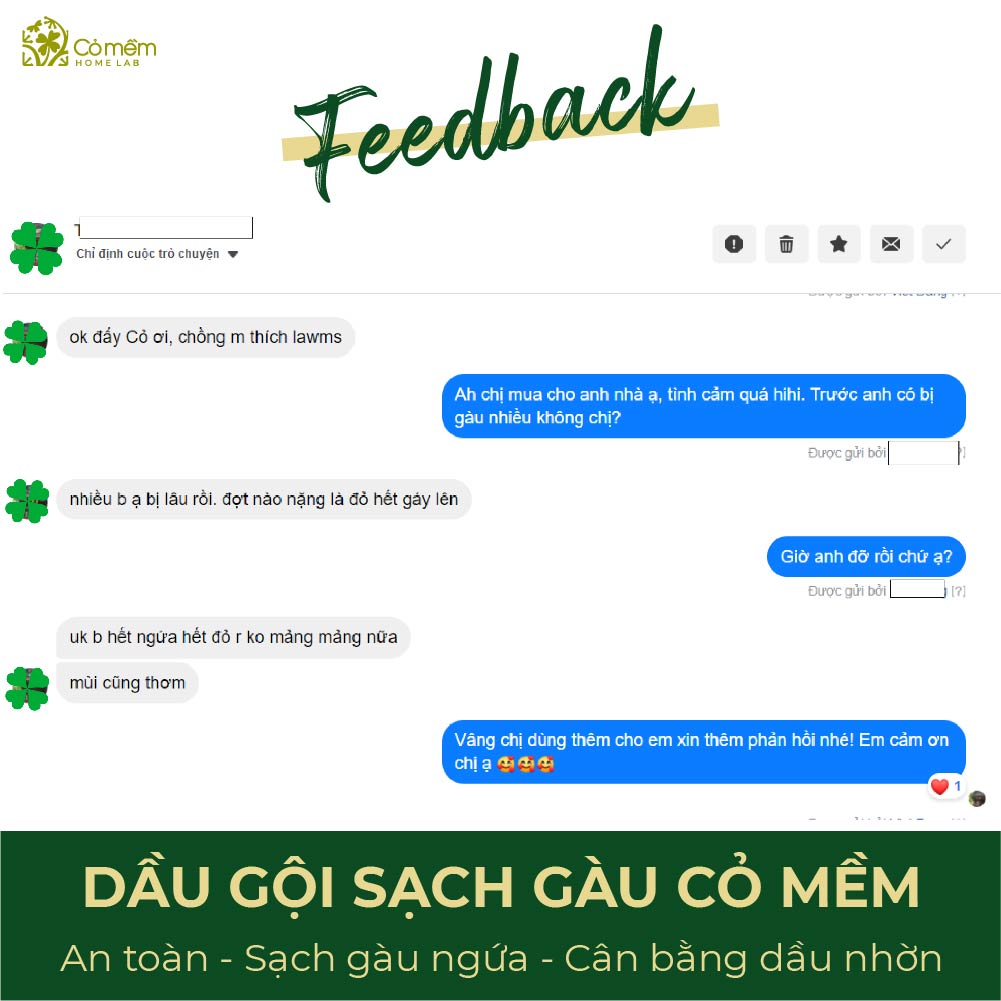 Cỏ mềm
HOME LAB
Feedback
T
Chỉ định cuộc trò chuyện
ok đấy Cỏ ơi, chồng m thích lawms
Ah chị mua cho anh nhà ạ, tình cảm quá hihi. Trước anh có bị
gàu nhiều không chị?
Được gửi bởi
?]
nhiều b ạ bị lâu rồi. đợt nào nặng là đỏ hết gáy lên
Giờ anh đỡ rồi chứ ạ?
Được gửi bởi
[?]
uk b hết ngứa hết đỏ r ko mảng mảng nữa
mùi cũng thơm
Vâng chị dùng thêm cho em xin thêm phản hồi nhé! Em cảm ơn
chị ạ 🥰🥰🥰
1
DẦU GỘI SẠCH GÀU CỎ MỀM
An toàn - Sạch gàu ngứa - Cân bằng dầu nhờn